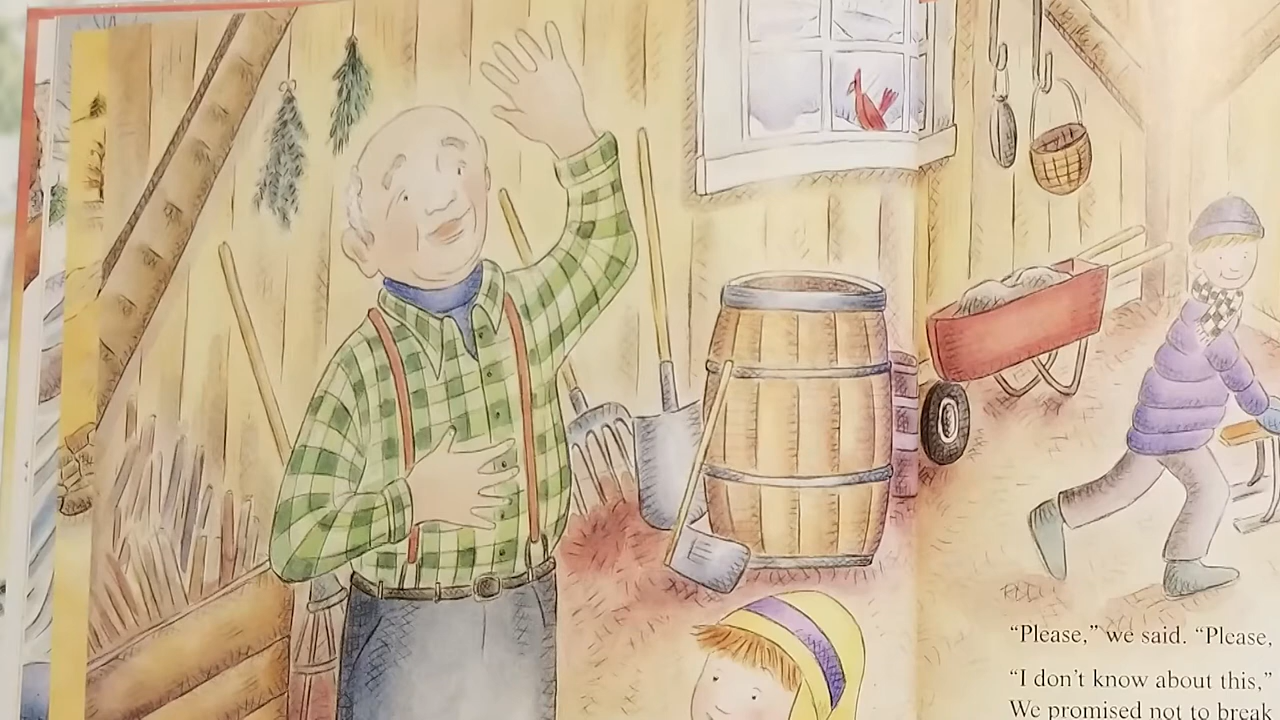 “Please,” we said. “Please,
“I don’t know about this,”
We promised not to break